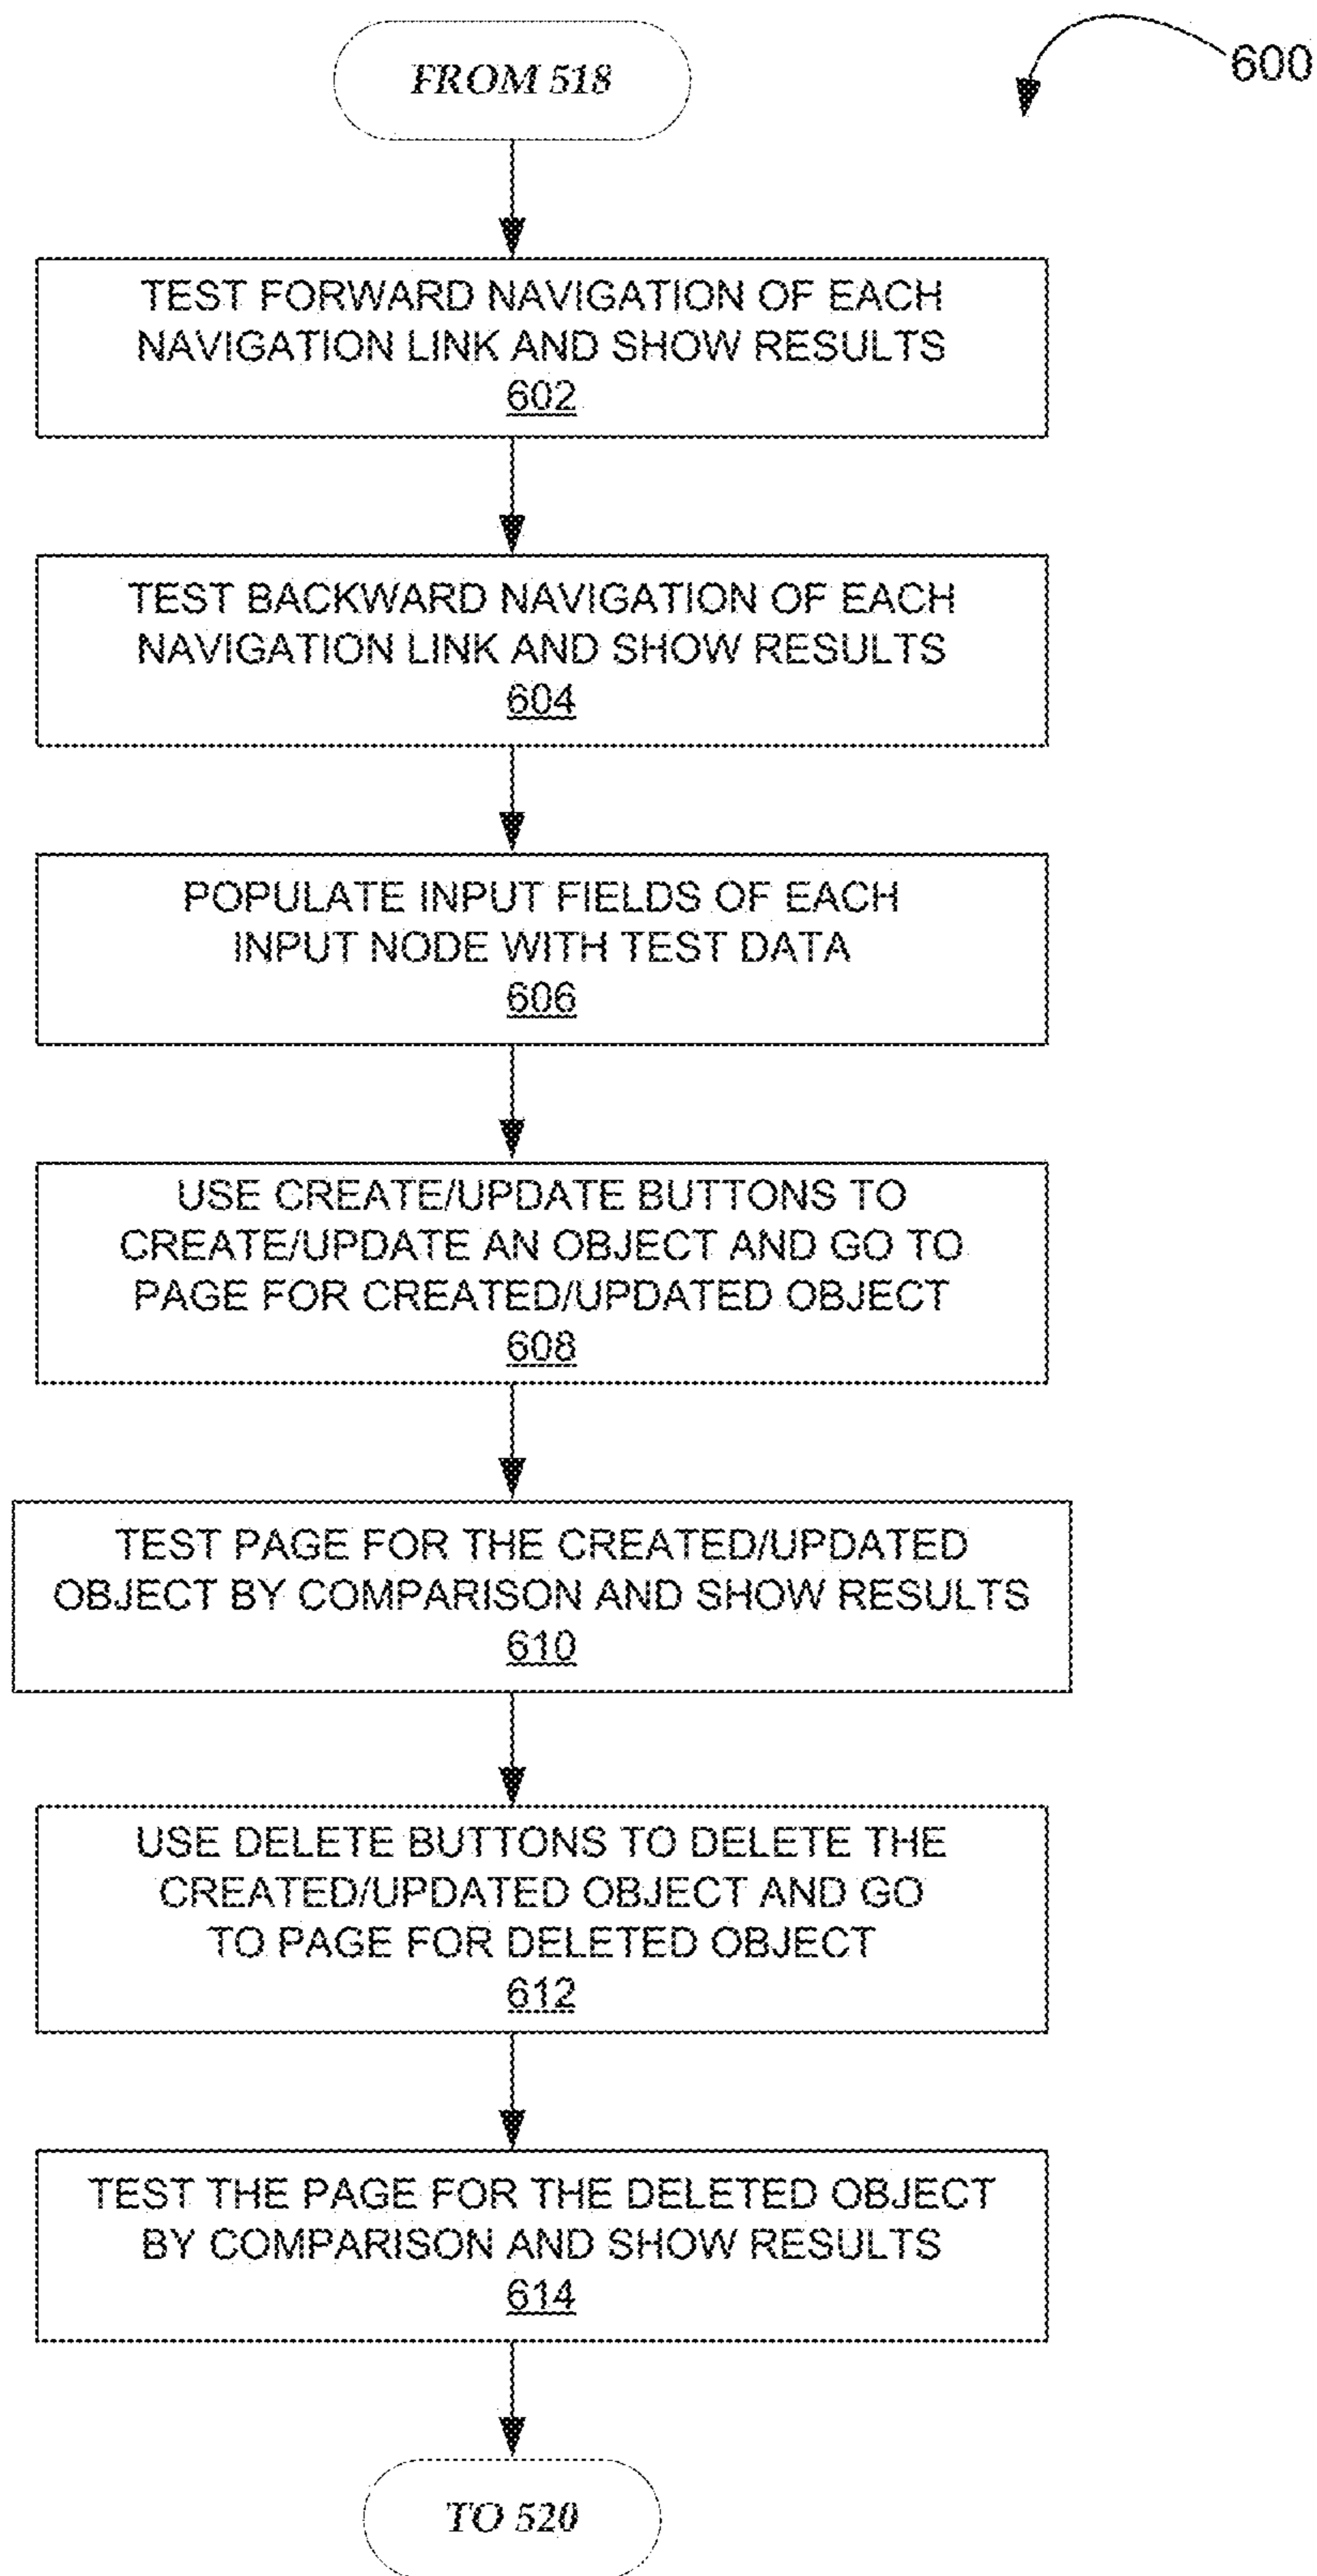 FROM 518
600
TEST FORWARD NAVIGATION OF EACH
NAVIGATION LINK AND SHOW RESULTS
602
TEST BACKWARD NAVIGATION OF EACH
NAVIGATION LINK AND SHOW RESULTS
604
POPULATE INPUT FIELDS OF EACH
INPUT NODE WITH TEST DATA
606
USE CREATE/UPDATE BUTTONS TO
CREATE/UPDATE AN OBJECT AND GO TO
PAGE FOR CREATED/UPDATED OBJECT
608
TEST PAGE FOR THE CREATED/UPDATED
OBJECT BY COMPARISON AND SHOW RESULTS
610
USE DELETE BUTTONS TO DELETE THE
CREATED/UPDATED OBJECT AND GO
TO PAGE FOR DELETED OBJECT
612
TEST THE PAGE FOR THE DELETED OBJECT
BY COMPARISON AND SHOW RESULTS
614
TO 520